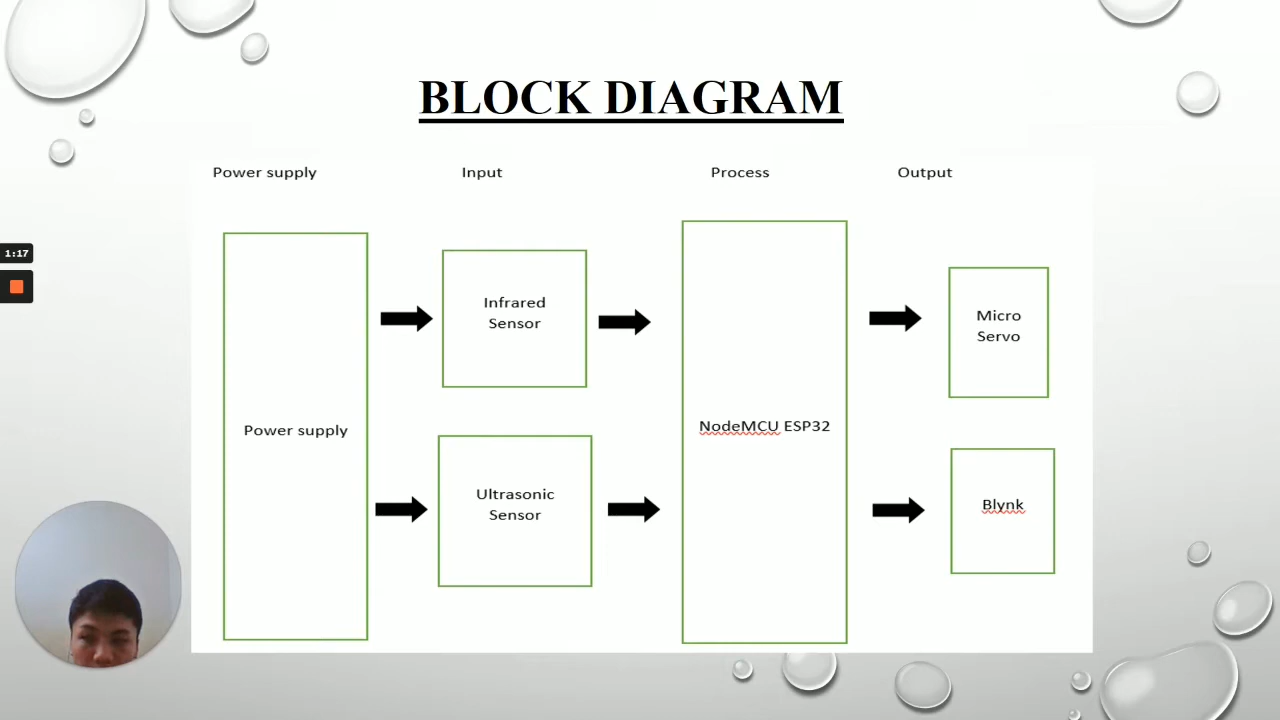 BLOCK DIAGRAM
Power supply
Input
Process
Output
1:17
Infrared
Sensor
Micro
Servo
Power supply
NodeMCU ESP32
Ultrasonic
Sensor
Blynk